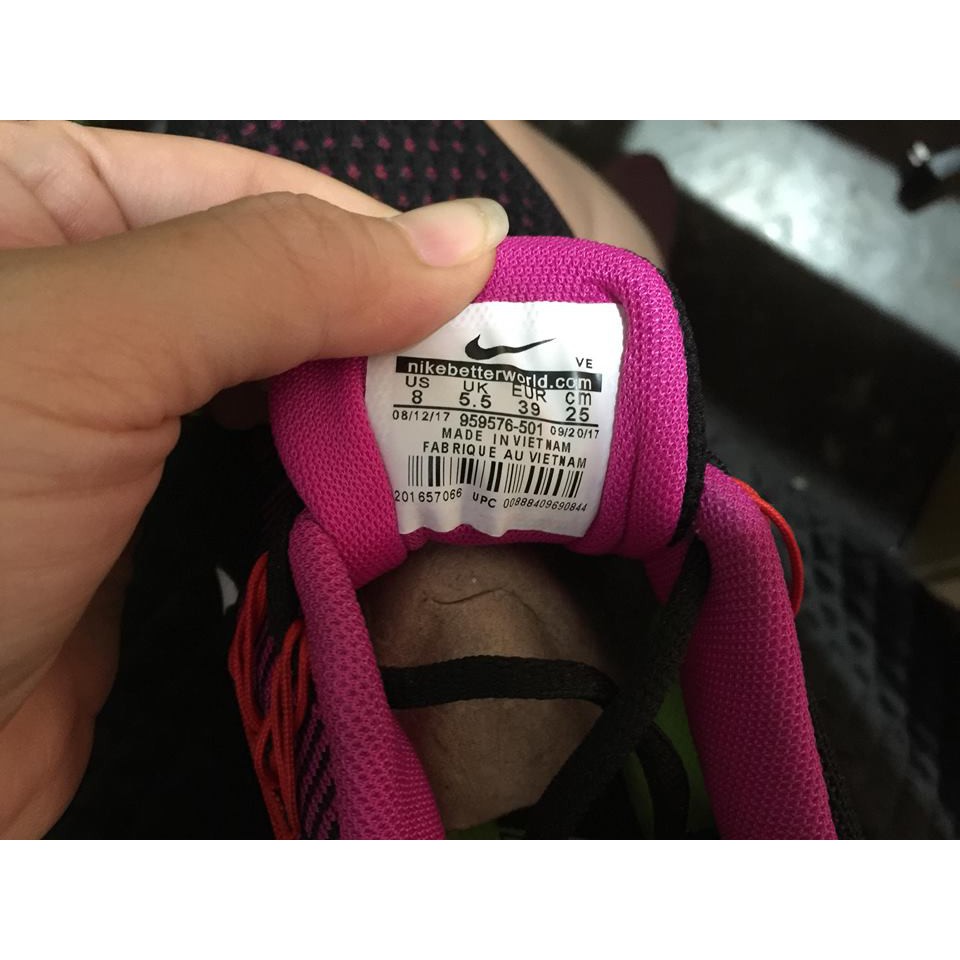 VE
nikebetterworld.com
US UK EUR cm
8 5.5 39 25
08/12/17 959576-501 09/20/17
MADE IN VIETNAM
FABRIQUE AU VIETNAM
201657066 UPC 00888409690844